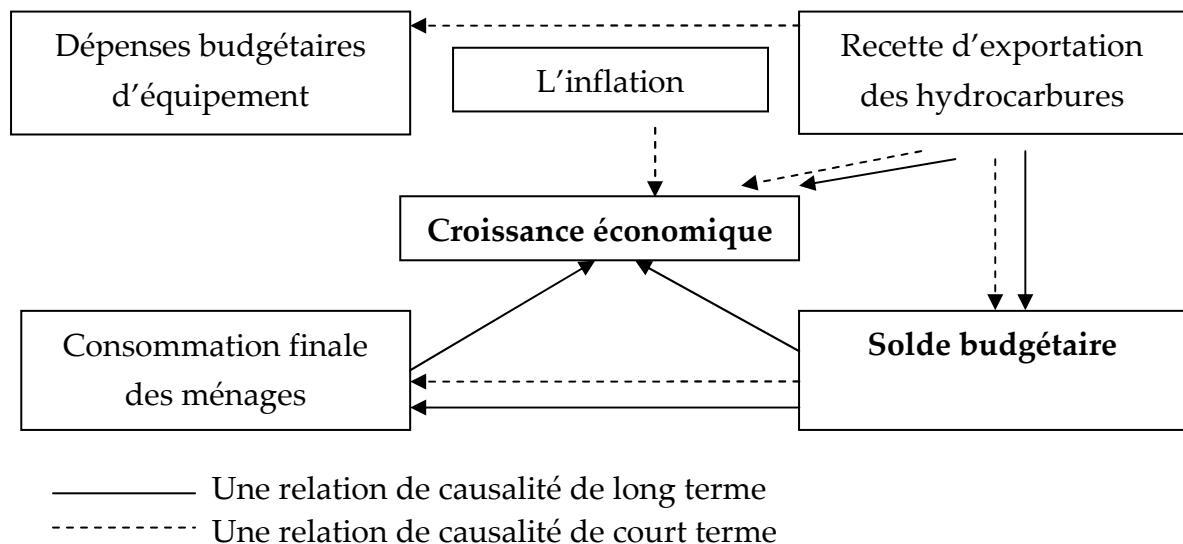 Dépenses budgétaires
d’équipement
L’inflation
Recette d’exportation
des hydrocarbures
Croissance économique
Consommation finale
des ménages
Solde budgétaire
Une relation de causalité de long terme
Une relation de causalité de court terme